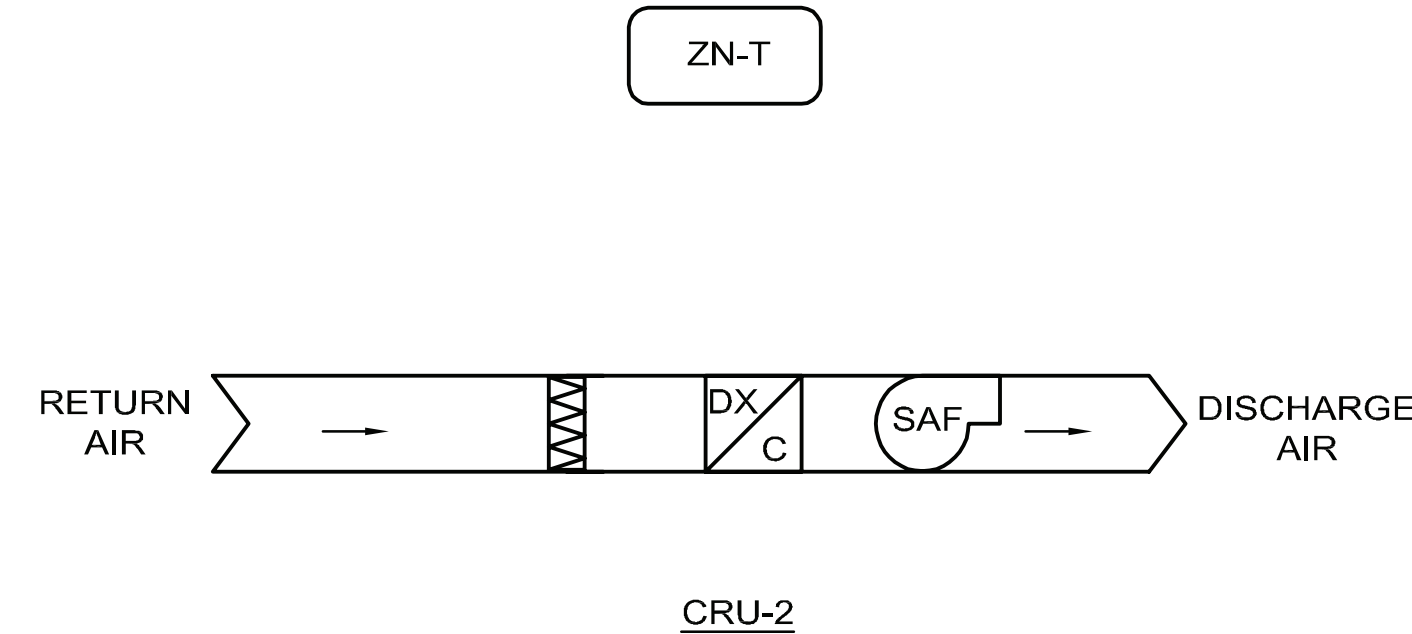 ZN-T
RETURN
AIR
DX
C
SAF
DISCHARGE
AIR
CRU-2